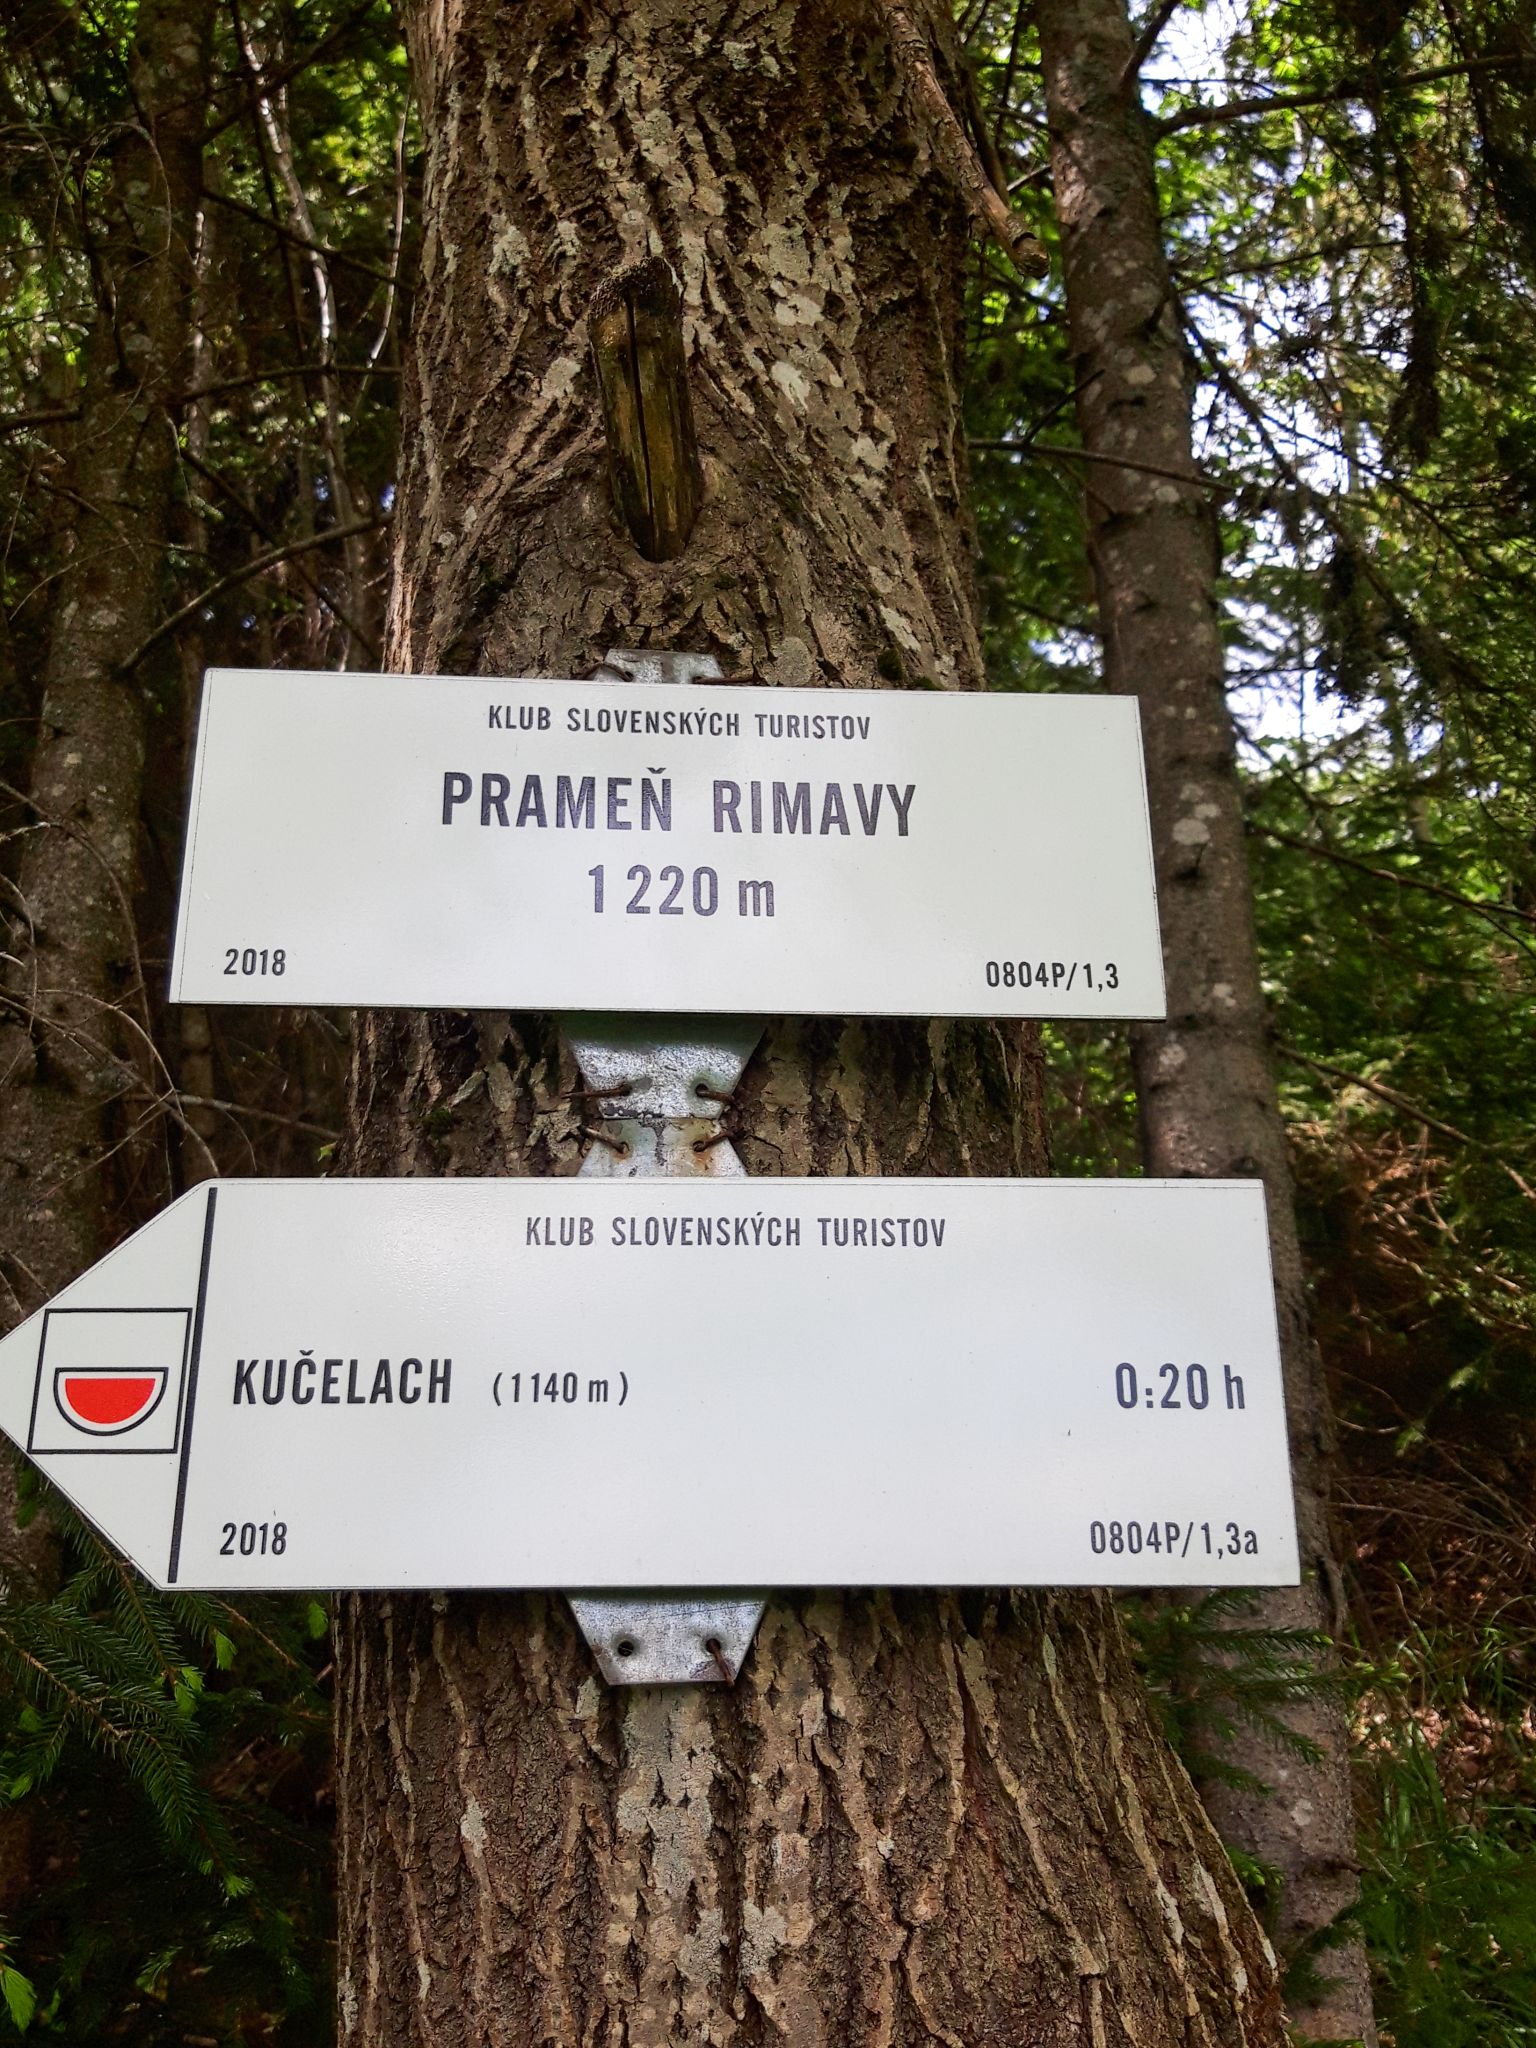 KLUB SLOVENSKÝCH TURISTOV
PRAMEŇ RIMAVY
1 220 m
2018 0804P/1,3
KLUB SLOVENSKÝCH TURISTOV
KUČELACH (1140 m) 0:20 h
2018 0804P/1,3a